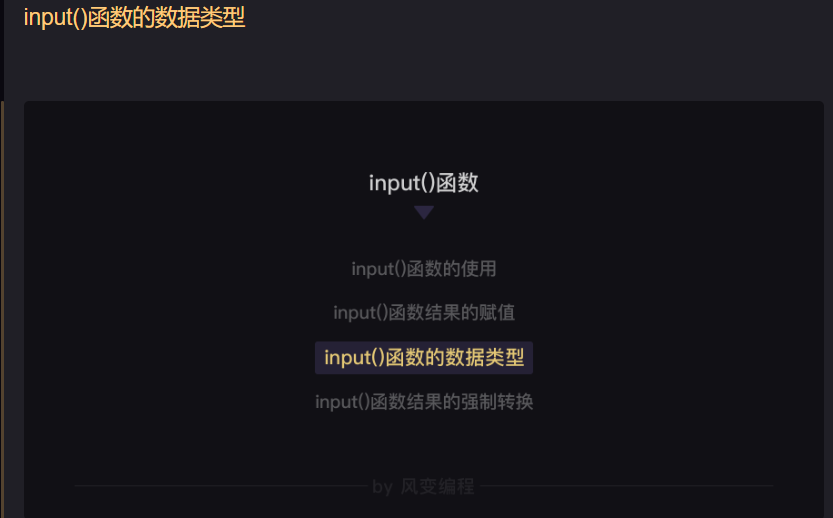 input()函数的数据类型
input()函数
input()函数的使用
input()函数结果的赋值
input()函数的数据类型
input()函数结果的强制转换
by 风变编程